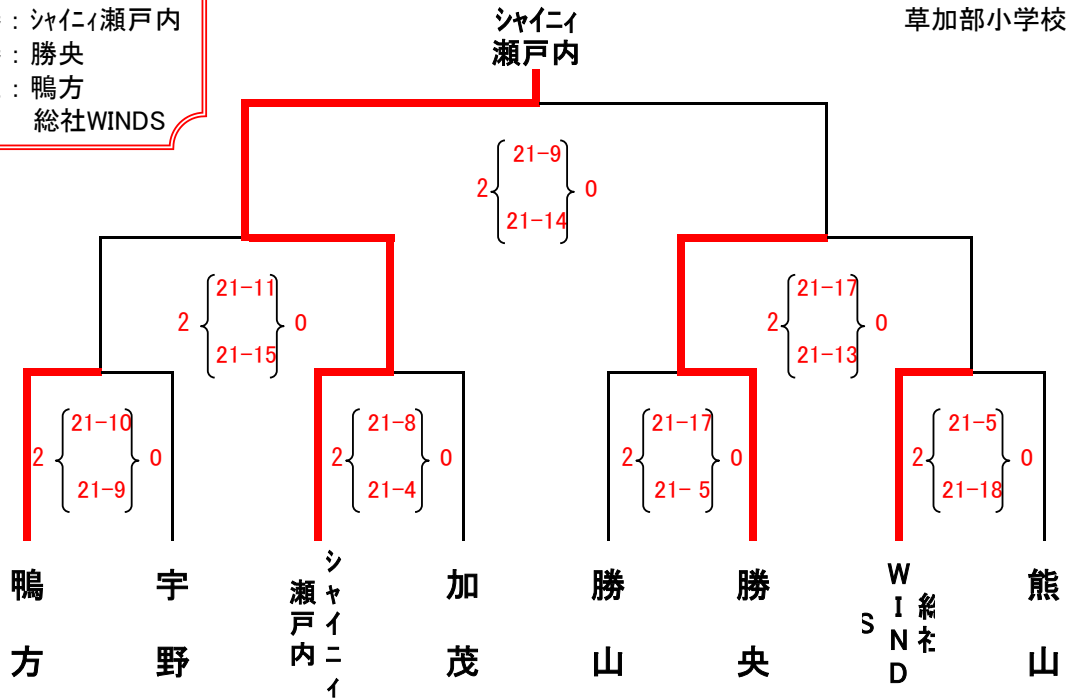 ：シャイニィ瀬戸内
：勝央
：鴨方
総社WINDS
シャイニィ
瀬戸内
草加部小学校
21-9
2 0
21-14
21-11
2 0
21-15
21-17
2 0
21-13
21-10
2 0
21-9
21-8
2 0
21-4
21-17
2 0
21- 5
21-5
2 0
21-18
鴨方
宇野
シャイニィ
瀬戸内
加茂
勝山
勝央
総社
WINDS
熊山